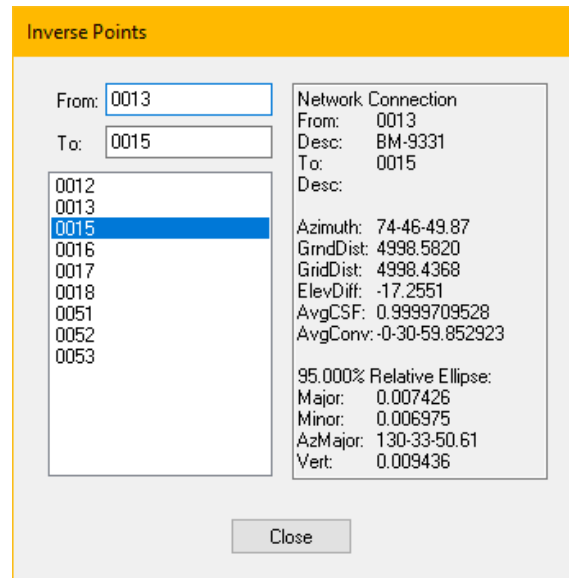 Inverse Points
From: 0013
To: 0015
0012
0013
0015
0016
0017
0018
0051
0052
0053
Network Connection
From: 0013
Desc: BM-9331
To: 0015
Desc:
Azimuth: 74-46-49.87
GrndDist: 4998.5820
GridDist: 4998.4368
ElevDiff: -17.2551
AvgCSF: 0.9999709528
AvgConv: -0-30-59.852923
95.000% Relative Ellipse:
Major: 0.007426
Minor: 0.006975
AzMajor: 130-33-50.61
Vert: 0.009436
Close